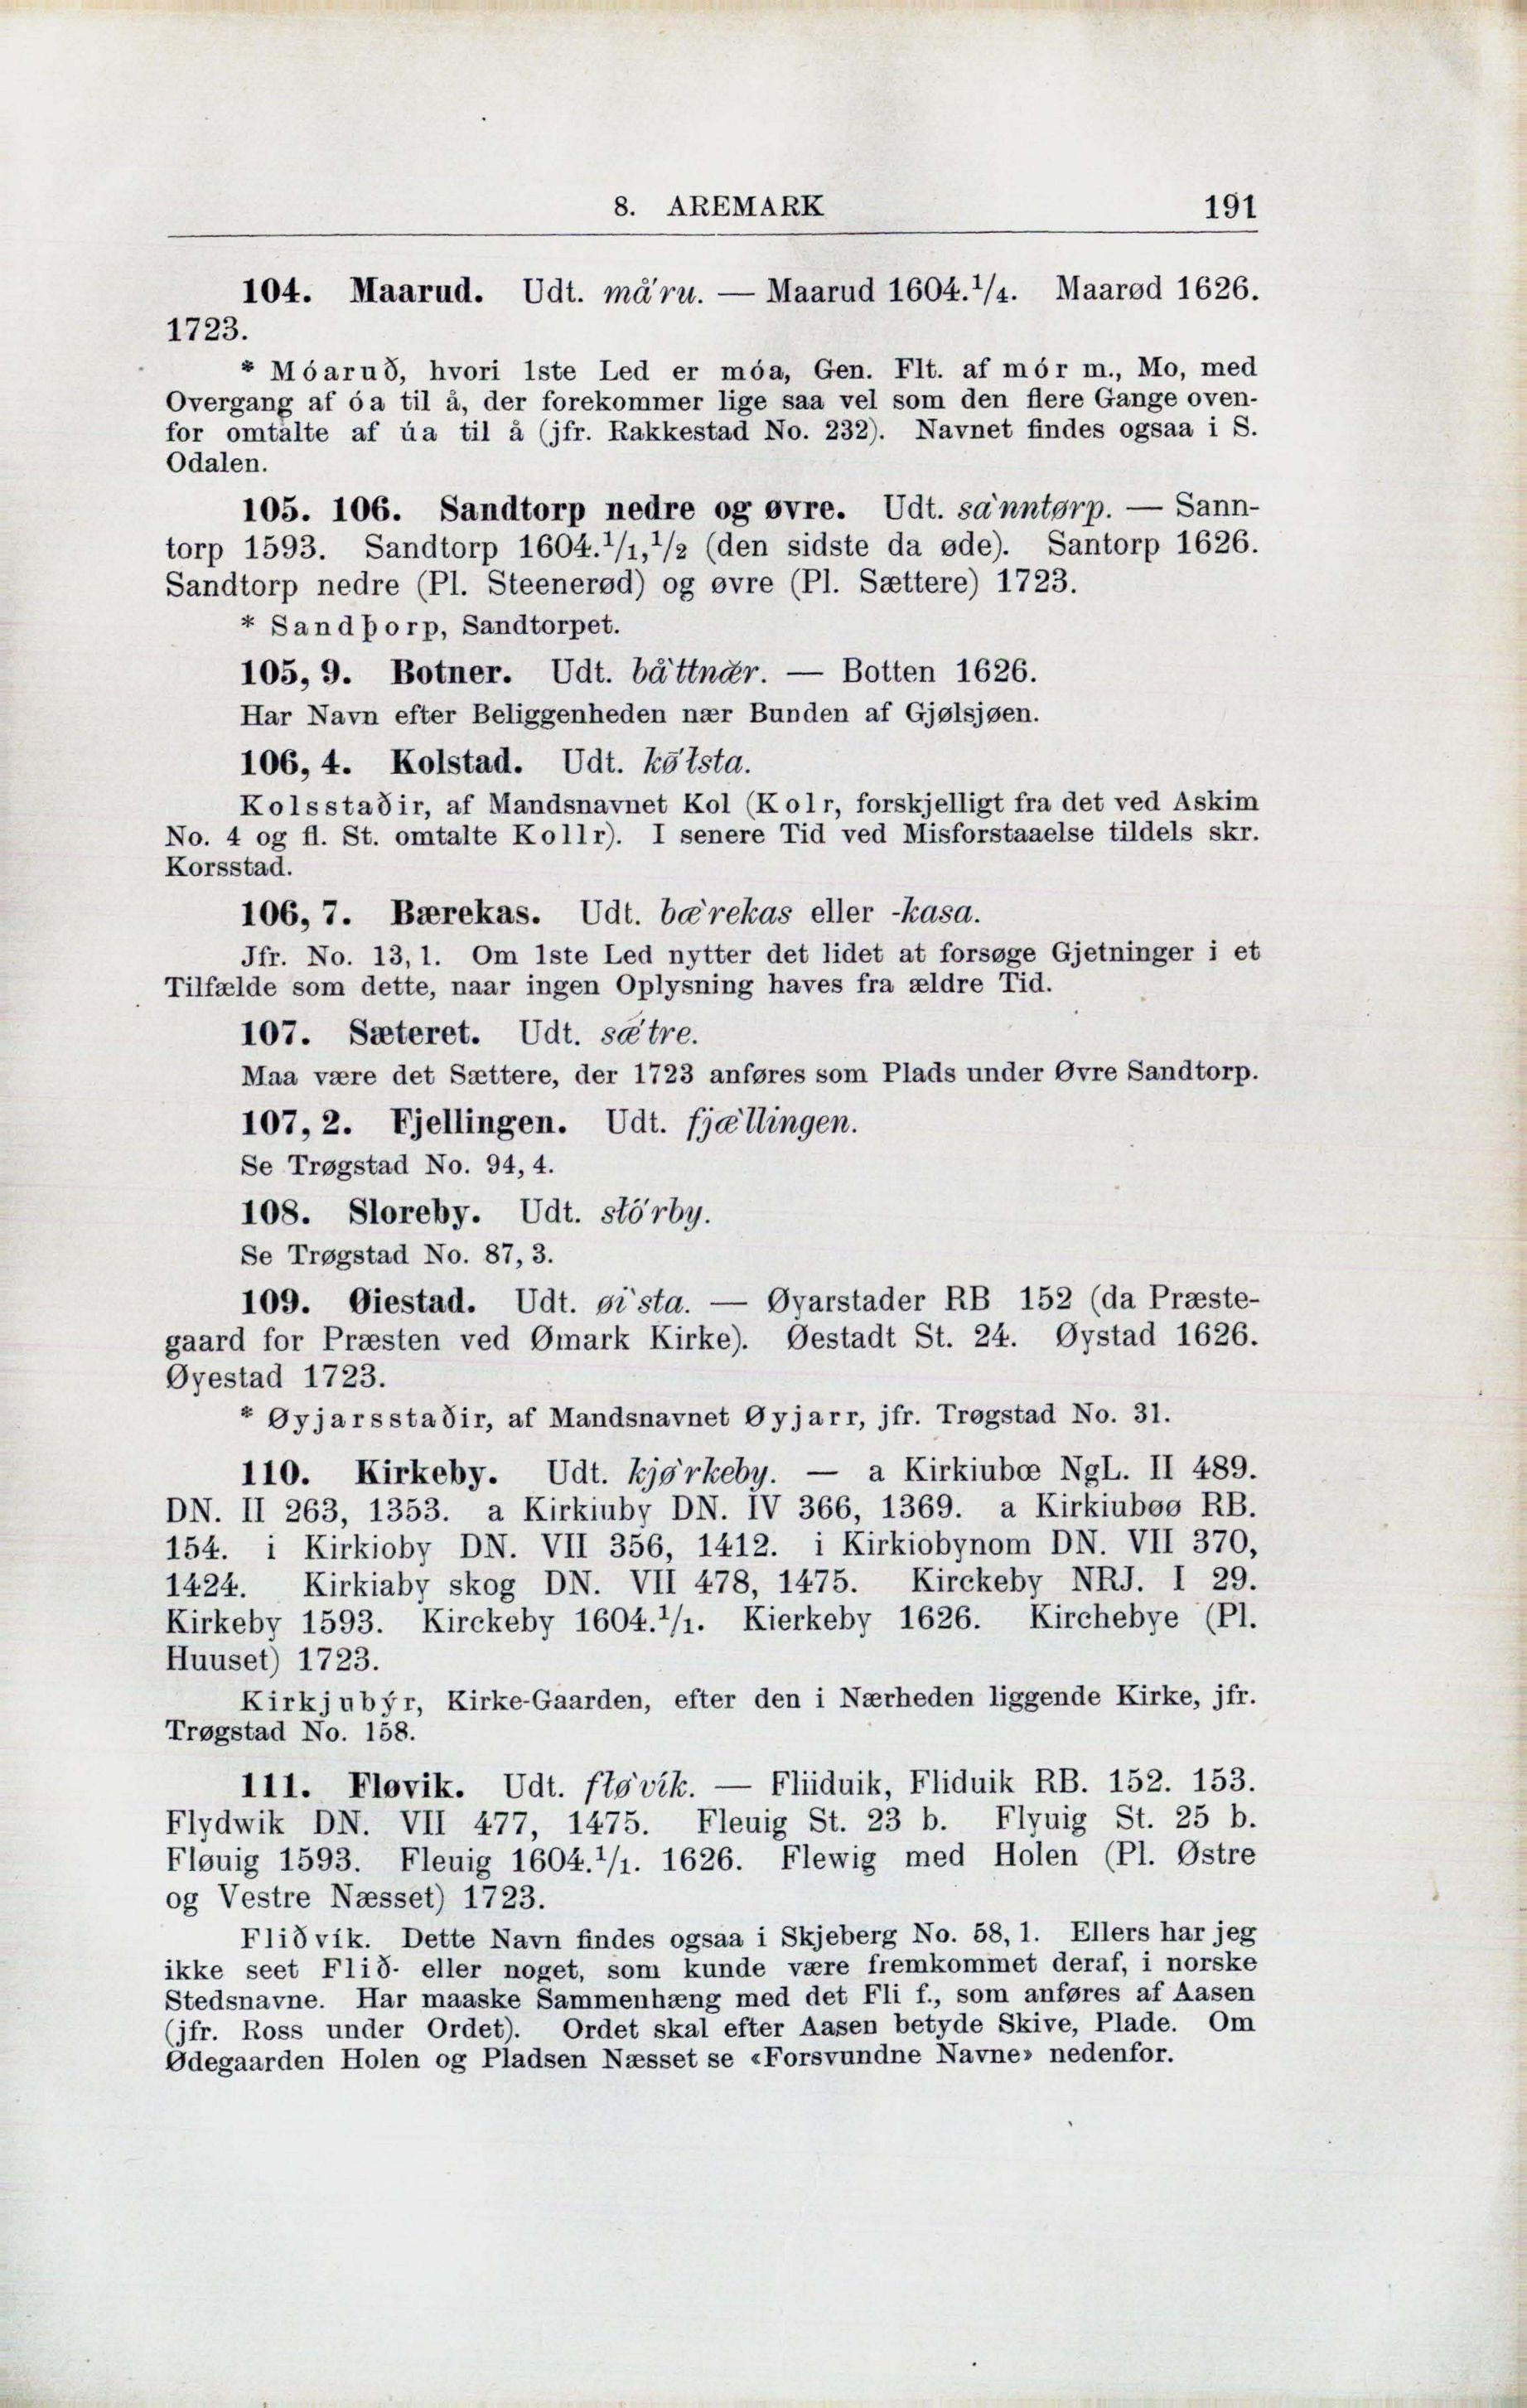 8. AREMARK 191
104. Maarud. Udt. må`ru. — Maarud 1604.¹/₄. Maarød 1626.
1723.
* Móaruð, hvori 1ste Led er móa, Gen. Flt. af mór m., Mo, med
Overgang af óa til å, der forekommer lige saa vel som den flere Gange oven-
for omtalte af úa til å (jfr. Rakkestad No. 232). Navnet findes ogsaa i S.
Odalen.
105. 106. Sandtorp nedre og øvre. Udt. sa`nntørp. — Sann-
torp 1593. Sandtorp 1604.¹/₁,¹/₂ (den sidste da øde). Santorp 1626.
Sandtorp nedre (Pl. Steenerød) og øvre (Pl. Sættere) 1723.
* Sandþorp, Sandtorpet.
105, 9. Botner. Udt. bå`ttnær. — Botten 1626.
Har Navn efter Beliggenheden nær Bunden af Gjølsjøen.
106, 4. Kolstad. Udt. kō`łsta.
Kolsstaðir, af Mandsnavnet Kol (Kolr, forskjelligt fra det ved Askim
No. 4 og fl. St. omtalte Kollr). I senere Tid ved Misforstaaelse tildels skr.
Korsstad.
106, 7. Bærekas. Udt. bæ`rekas eller -kasa.
Jfr. No. 13, 1. Om 1ste Led nytter det lidet at forsøge Gjetninger i et
Tilfælde som dette, naar ingen Oplysning haves fra ældre Tid.
107. Sæteret. Udt. sæ`tre.
Maa være det Sættere, der 1723 anføres som Plads under Øvre Sandtorp.
107, 2. Fjellingen. Udt. fjæ`llingen.
Se Trøgstad No. 94, 4.
108. Sloreby. Udt. słō`rby.
Se Trøgstad No. 87, 3.
109. Øiestad. Udt. øi`sta. — Øyarstader RB 152 (da Præste-
gaard for Præsten ved Ømark Kirke). Øestadt St. 24. Øystad 1626.
Øyestad 1723.
* Øyjarsstaðir, af Mandsnavnet Øyjarr, jfr. Trøgstad No. 31.
110. Kirkeby. Udt. kjø`rkeby. — a Kirkiubœ NgL. II 489.
DN. II 263, 1353. a Kirkiuby DN. IV 366, 1369. a Kirkiubøø RB.
154. i Kirkioby DN. VII 356, 1412. i Kirkiobynom DN. VII 370,
1424. Kirkiaby skog DN. VII 478, 1475. Kirckeby NRJ. I 29.
Kirkeby 1593. Kirckeby 1604.¹/₁. Kierkeby 1626. Kirchebye (Pl.
Huuset) 1723.
Kirkjubýr, Kirke-Gaarden, efter den i Nærheden liggende Kirke, jfr.
Trøgstad No. 158.
111. Fløvik. Udt. fłø`vik. — Fliiduik, Fliduik RB. 152. 153.
Flydwik DN. VII 477, 1475. Fleuig St. 23 b. Flyuig St. 25 b.
Fløuig 1593. Fleuig 1604.¹/₁. 1626. Flewig med Holen (Pl. Østre
og Vestre Næsset) 1723.
Fliðvík. Dette Navn findes ogsaa i Skjeberg No. 58, 1. Ellers har jeg
ikke seet Flið- eller noget, som kunde være fremkommet deraf, i norske
Stedsnavne. Har maaske Sammenhæng med det Fli f., som anføres af Aasen
(jfr. Ross under Ordet). Ordet skal efter Aasen betyde Skive, Plade. Om
Ødegaarden Holen og Pladsen Næsset se «Forsvundne Navne» nedenfor.